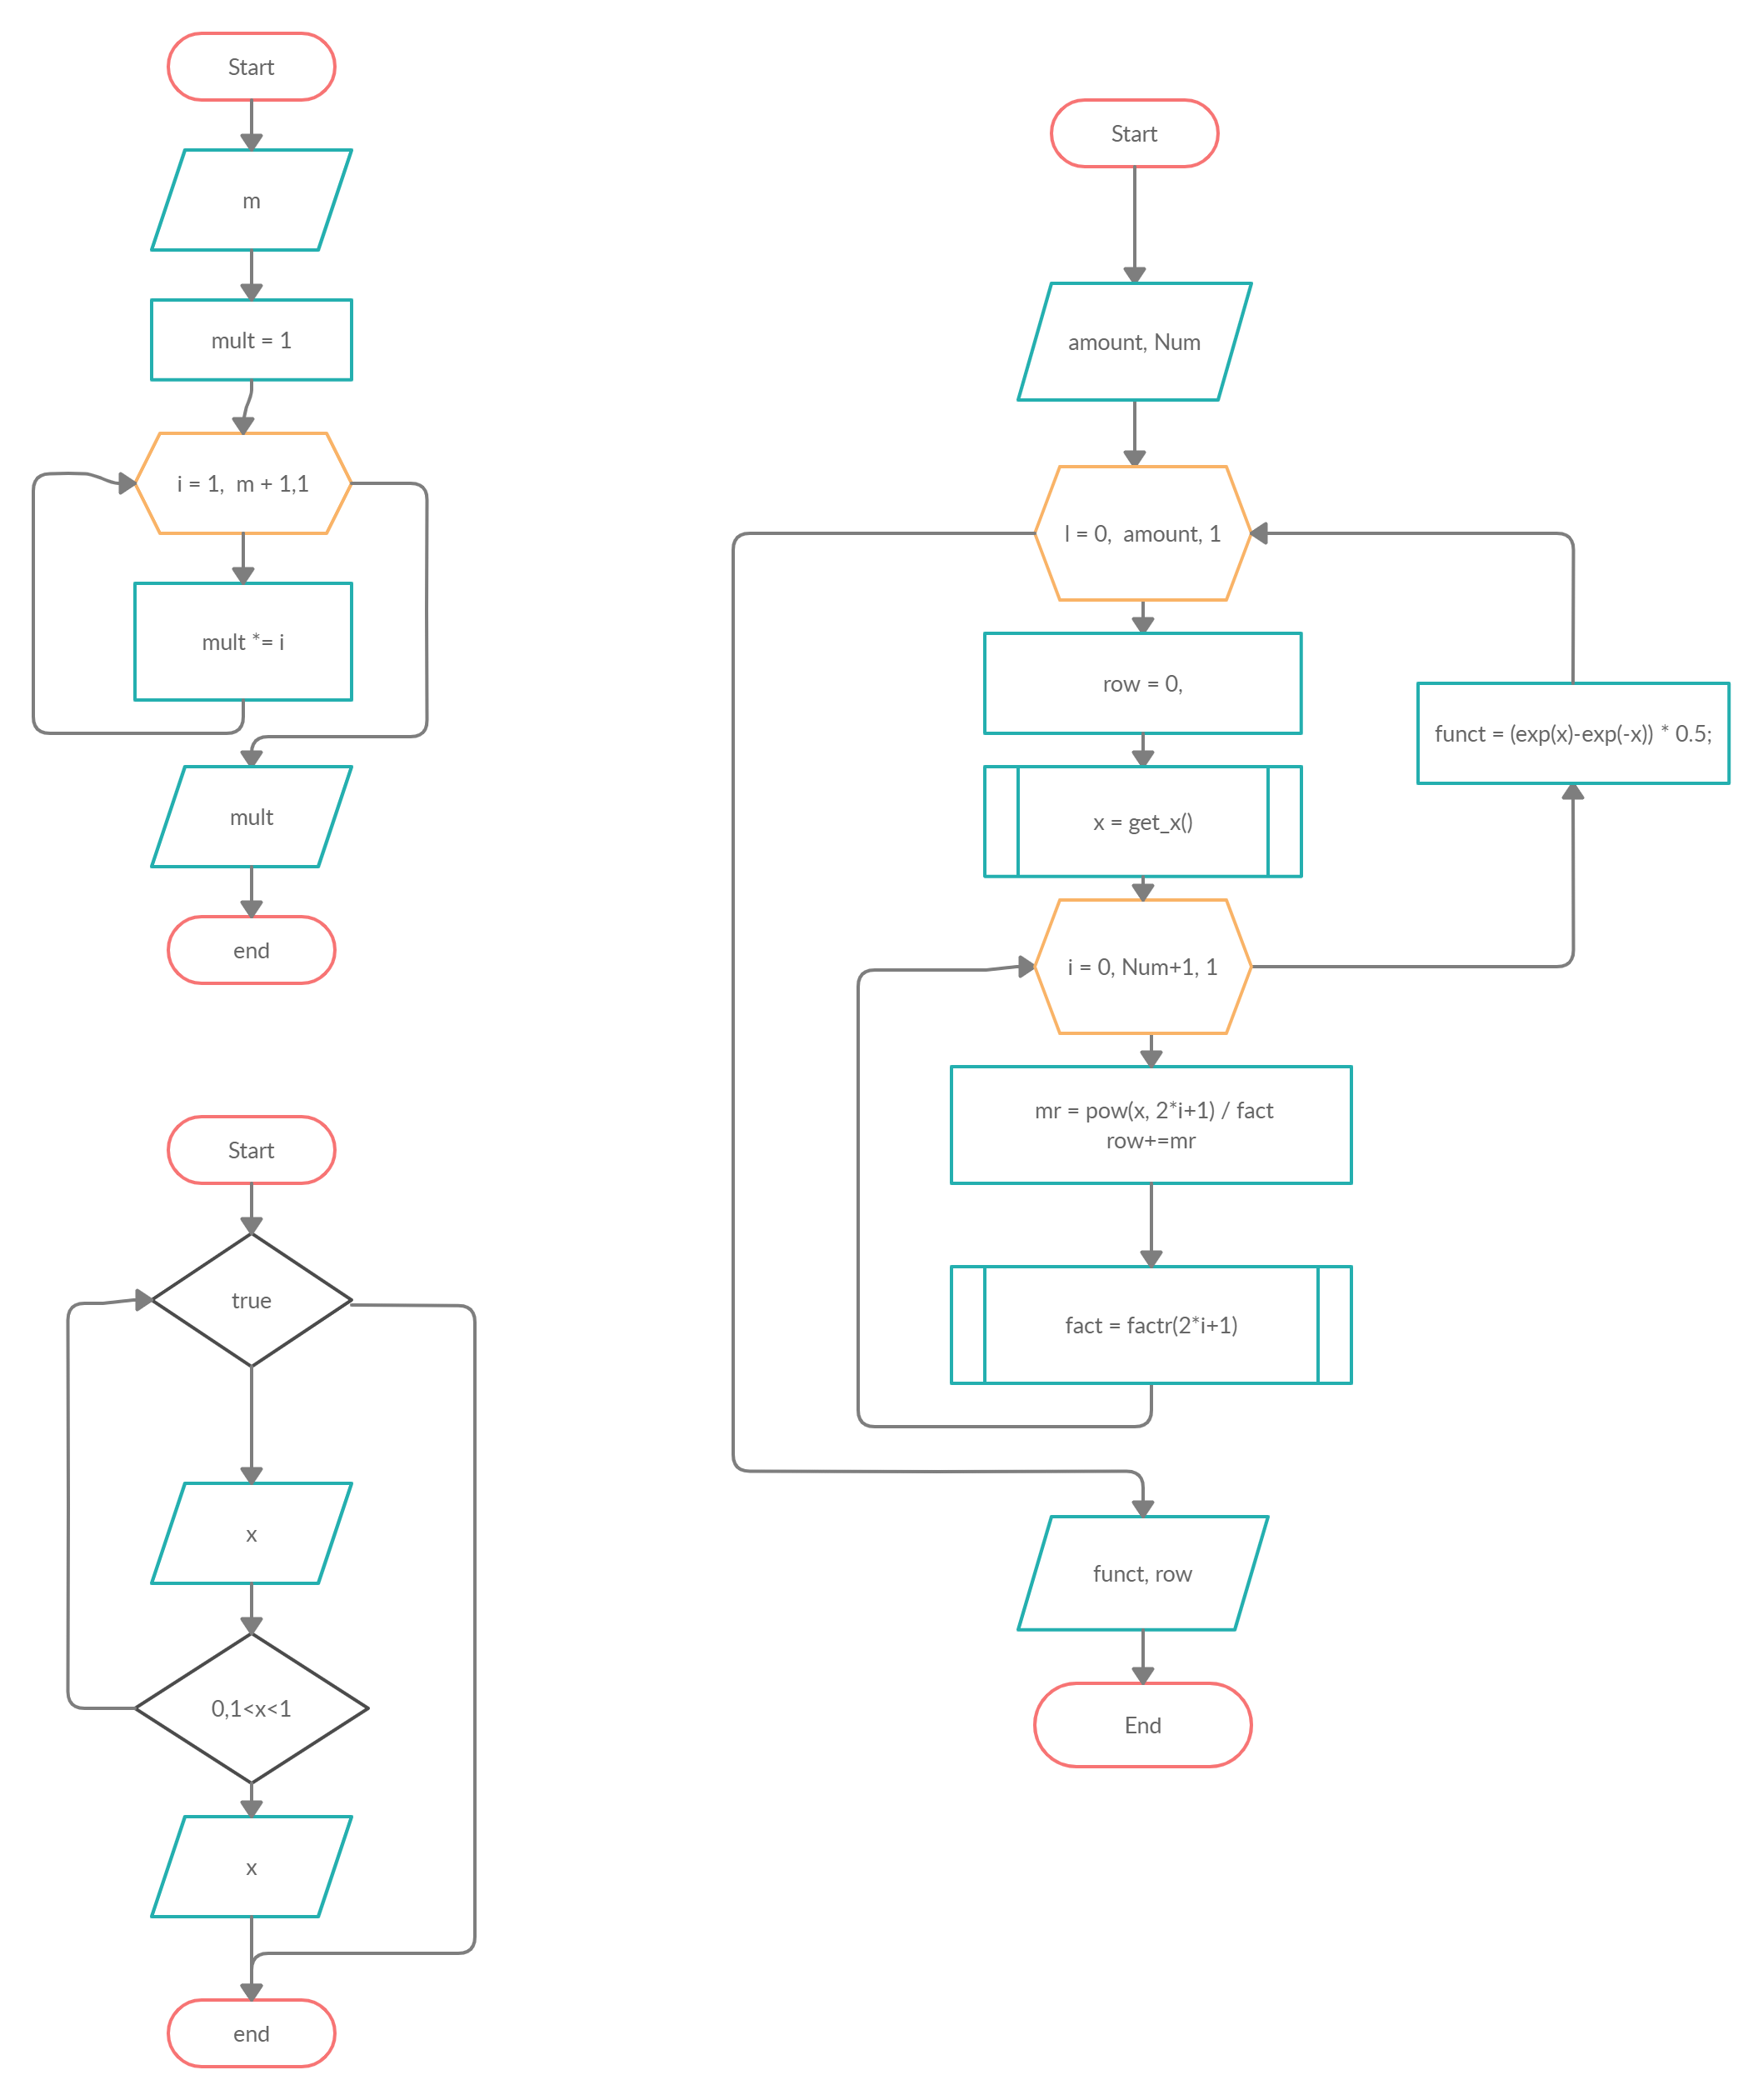 Start
m
mult = 1
i = 1,  m + 1,1
mult *= i
mult
end
Start
true
x
0,1<x<1
x
end
Start
amount, Num
I = 0,  amount, 1
row = 0,
x = get_x()
i = 0, Num+1, 1
mr = pow(x, 2*i+1) / fact
row+=mr
fact = factr(2*i+1)
funct = (exp(x)-exp(-x)) * 0.5;
funct, row
End